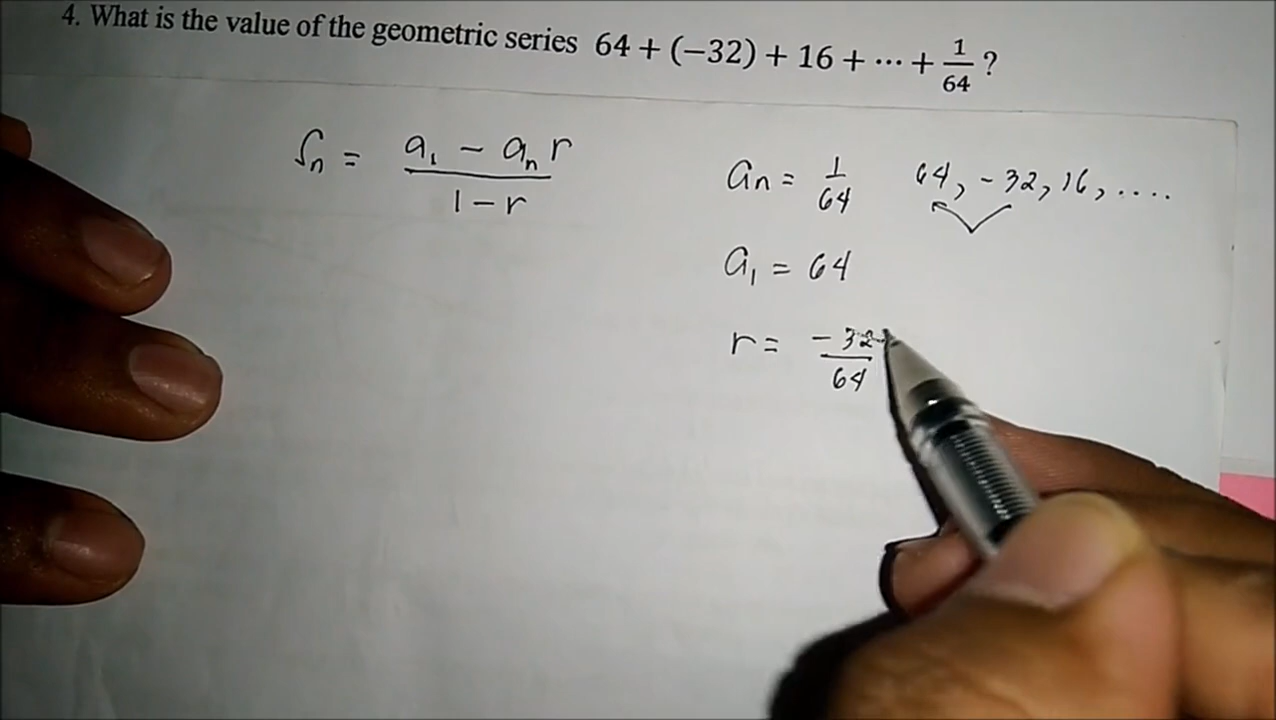 4. What is the value of the geometric series 64 + (−32) + 16 + ⋯ + 1/64 ?
Sn = (a1 − an r)/(1 − r)
an = 1/64
64, -32, 16, ....
a1 = 64
r = -32/64